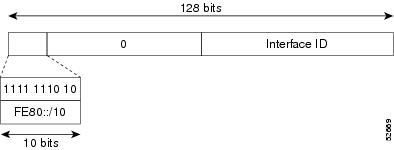 128 bits
0
Interface ID
1111 1110 10
FE80::/10
10 bits
52669